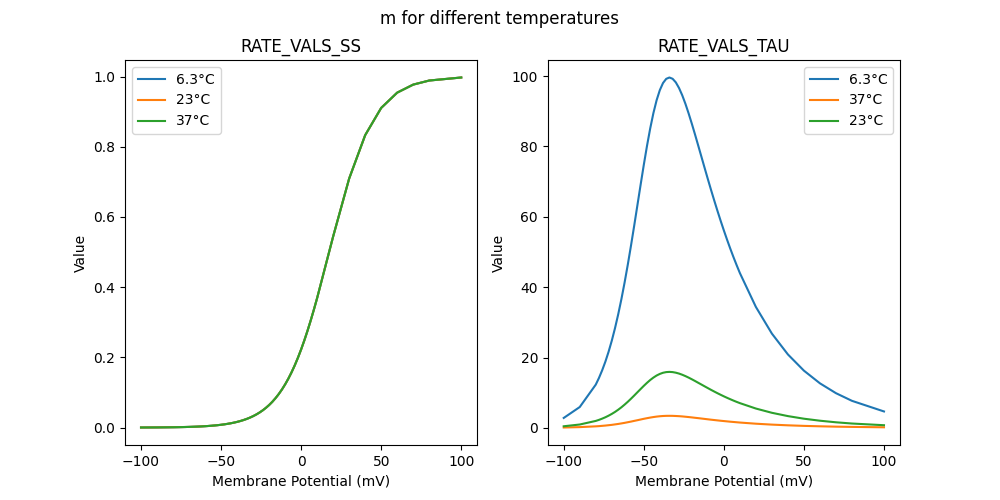 m for different temperatures
RATE_VALS_SS
RATE_VALS_TAU
Value
1.0
0.8
0.6
0.4
0.2
0.0
6.3°C
23°C
37°C
−100
−50
0
50
100
Membrane Potential (mV)
Value
100
80
60
40
20
0
6.3°C
37°C
23°C
−100
−50
0
50
100
Membrane Potential (mV)